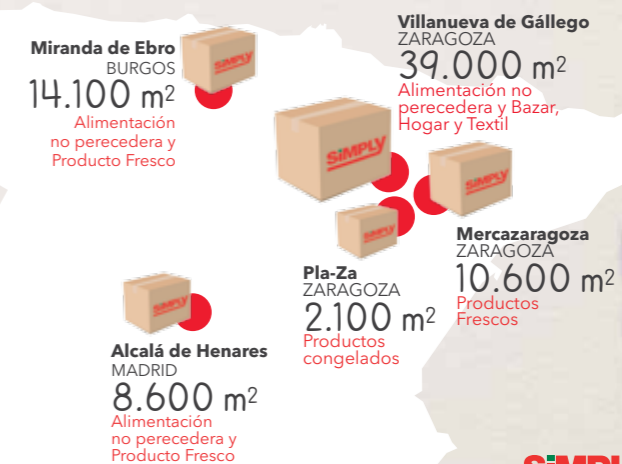 Miranda de Ebro
BURGOS
14.100 m²
Alimentación
no perecedera y
Producto Fresco
SiMPLY
Villanueva de Gállego
ZARAGOZA
39.000 m²
Alimentación no
perecedera y Bazar,
Hogar y Textil
SiMPLY
SiMPLY
Mercazaragoza
ZARAGOZA
10.600 m²
Productos
Frescos
SiMPLY
Pla-Za
ZARAGOZA
2.100 m²
Productos
congelados
SiMPLY
Alcalá de Henares
MADRID
8.600 m²
Alimentación
no perecedera y
Producto Fresco
SiMPL